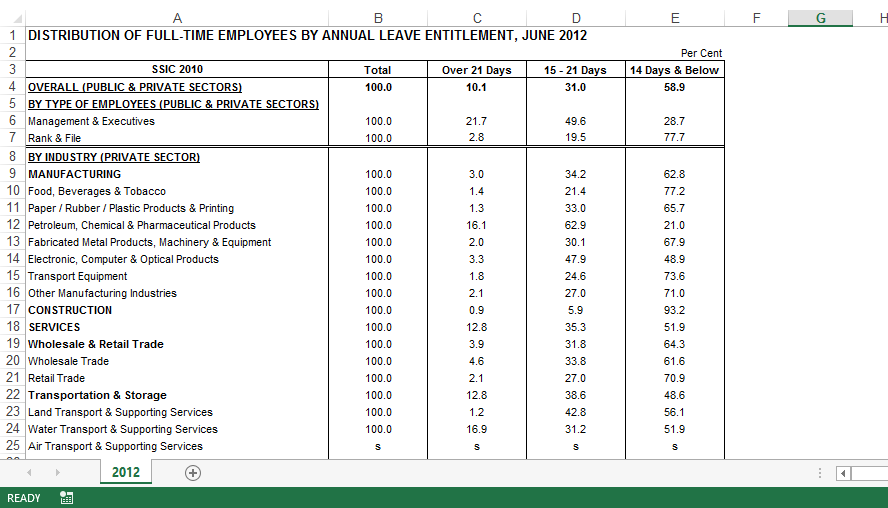 A B C D E F G H
1 DISTRIBUTION OF FULL-TIME EMPLOYEES BY ANNUAL LEAVE ENTITLEMENT, JUNE 2012
2 Per Cent
3 SSIC 2010 Total Over 21 Days 15 - 21 Days 14 Days & Below
4 OVERALL (PUBLIC & PRIVATE SECTORS) 100.0 10.1 31.0 58.9
5 BY TYPE OF EMPLOYEES (PUBLIC & PRIVATE SECTORS)
6 Management & Executives 100.0 21.7 49.6 28.7
7 Rank & File 100.0 2.8 19.5 77.7
8 BY INDUSTRY (PRIVATE SECTOR)
9 MANUFACTURING 100.0 3.0 34.2 62.8
10 Food, Beverages & Tobacco 100.0 1.4 21.4 77.2
11 Paper / Rubber / Plastic Products & Printing 100.0 1.3 33.0 65.7
12 Petroleum, Chemical & Pharmaceutical Products 100.0 16.1 62.9 21.0
13 Fabricated Metal Products, Machinery & Equipment 100.0 2.0 30.1 67.9
14 Electronic, Computer & Optical Products 100.0 3.3 47.9 48.9
15 Transport Equipment 100.0 1.8 24.6 73.6
16 Other Manufacturing Industries 100.0 2.1 27.0 71.0
17 CONSTRUCTION 100.0 0.9 5.9 93.2
18 SERVICES 100.0 12.8 35.3 51.9
19 Wholesale & Retail Trade 100.0 3.9 31.8 64.3
20 Wholesale Trade 100.0 4.6 33.8 61.6
21 Retail Trade 100.0 2.1 27.0 70.9
22 Transportation & Storage 100.0 12.8 38.6 48.6
23 Land Transport & Supporting Services 100.0 1.2 42.8 56.1
24 Water Transport & Supporting Services 100.0 16.9 31.2 51.9
25 Air Transport & Supporting Services s s s s
2012
READY